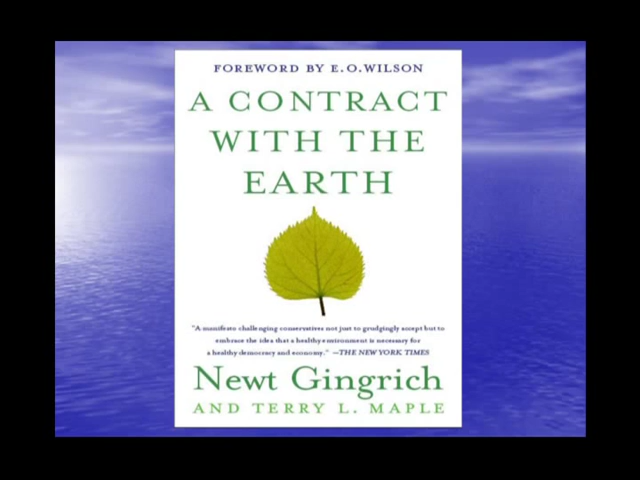 FOREWORD BY E.O.WILSON
A CONTRACT
WITH THE
EARTH
"A manifesto challenging conservatives not just to grudgingly accept but to
embrace the idea that a healthy environment is necessary for
a healthy democracy and economy." —THE NEW YORK TIMES
Newt Gingrich
AND TERRY L. MAPLE